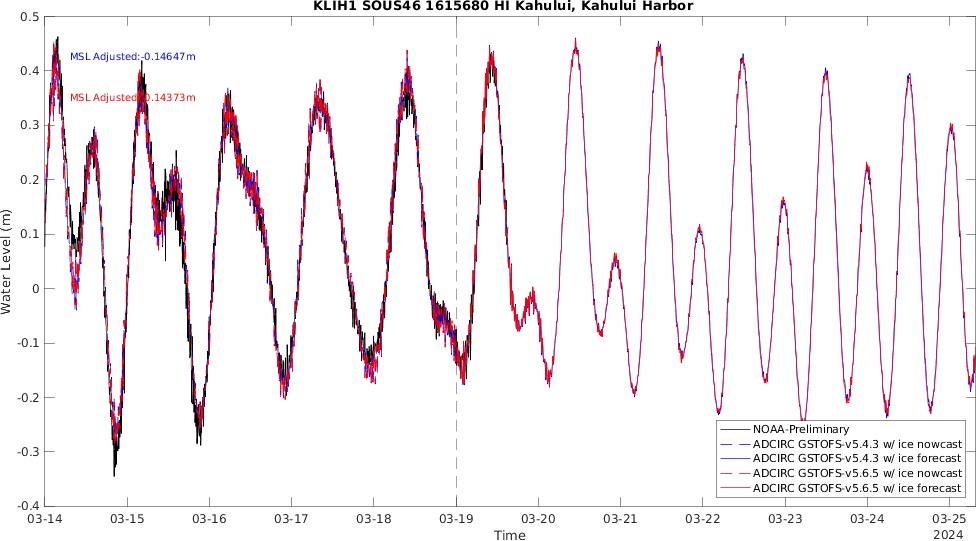 KLIH1 SOUS46 1615680 HI Kahului, Kahului Harbor
0.5
MSL Adjusted:-0.14647m
0.4
MSL Adjusted:-0.14373m
0.3
0.2
0.1
0
-0.1
-0.2
-0.3
-0.4
Water Level (m)
NOAA-Preliminary
ADCIRC GSTOFS-v5.4.3 w/ ice nowcast
ADCIRC GSTOFS-v5.4.3 w/ ice forecast
ADCIRC GSTOFS-v5.6.5 w/ ice nowcast
ADCIRC GSTOFS-v5.6.5 w/ ice forecast
03-14 03-15 03-16 03-17 03-18 03-19 03-20 03-21 03-22 03-23 03-24 03-25
Time
2024